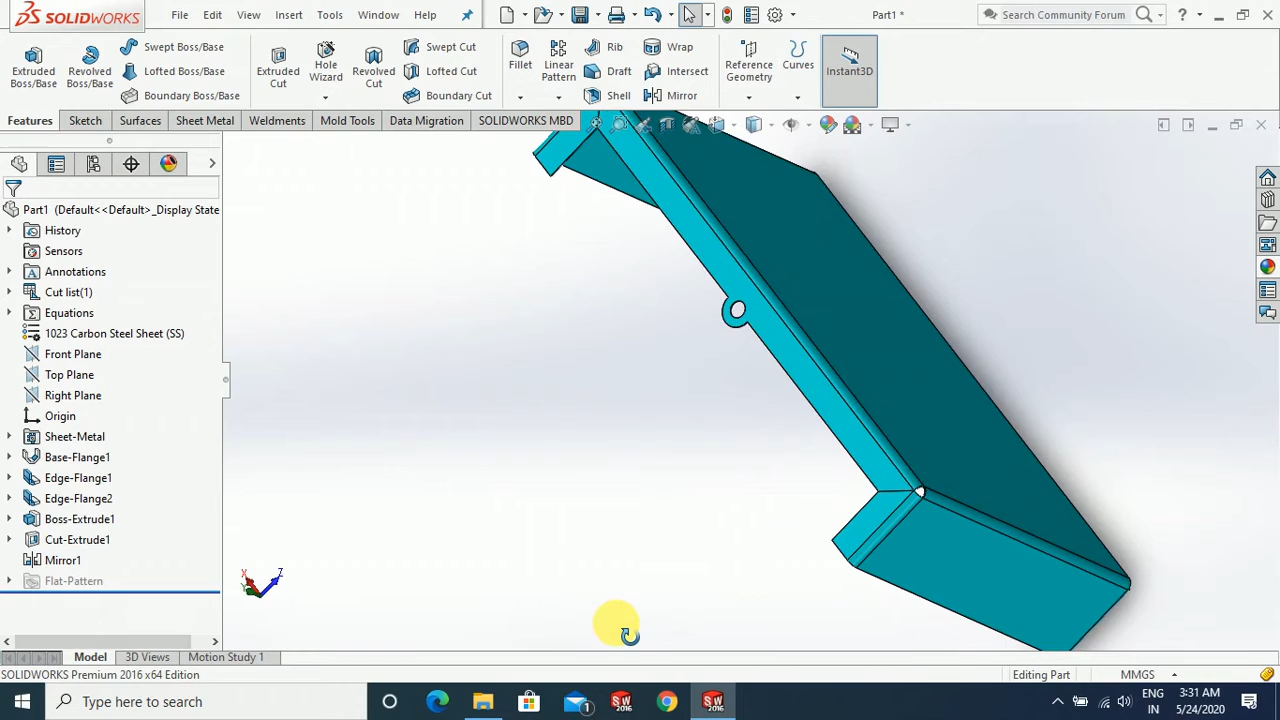 SOLIDWORKS
File Edit View Insert Tools Window Help
Part1 *
Search Community Forum
?
Extruded Boss/Base
Revolved Boss/Base
Swept Boss/Base
Lofted Boss/Base
Boundary Boss/Base
Extruded Cut
Hole Wizard
Revolved Cut
Swept Cut
Lofted Cut
Boundary Cut
Fillet
Linear Pattern
Rib
Draft
Shell
Wrap
Intersect
Mirror
Reference Geometry
Curves
Instant3D
Features Sketch Surfaces Sheet Metal Weldments Mold Tools Data Migration SOLIDWORKS MBD
Part1 (Default<<Default>_Display State
History
Sensors
Annotations
Cut list(1)
Equations
1023 Carbon Steel Sheet (SS)
Front Plane
Top Plane
Right Plane
Origin
Sheet-Metal
Base-Flange1
Edge-Flange1
Edge-Flange2
Boss-Extrude1
Cut-Extrude1
Mirror1
Flat-Pattern
X Y Z
Model 3D Views Motion Study 1
SOLIDWORKS Premium 2016 x64 Edition
Editing Part
MMGS
Type here to search
1
SW 2016
SW 2016
ENG
IN
3:31 AM
5/24/2020